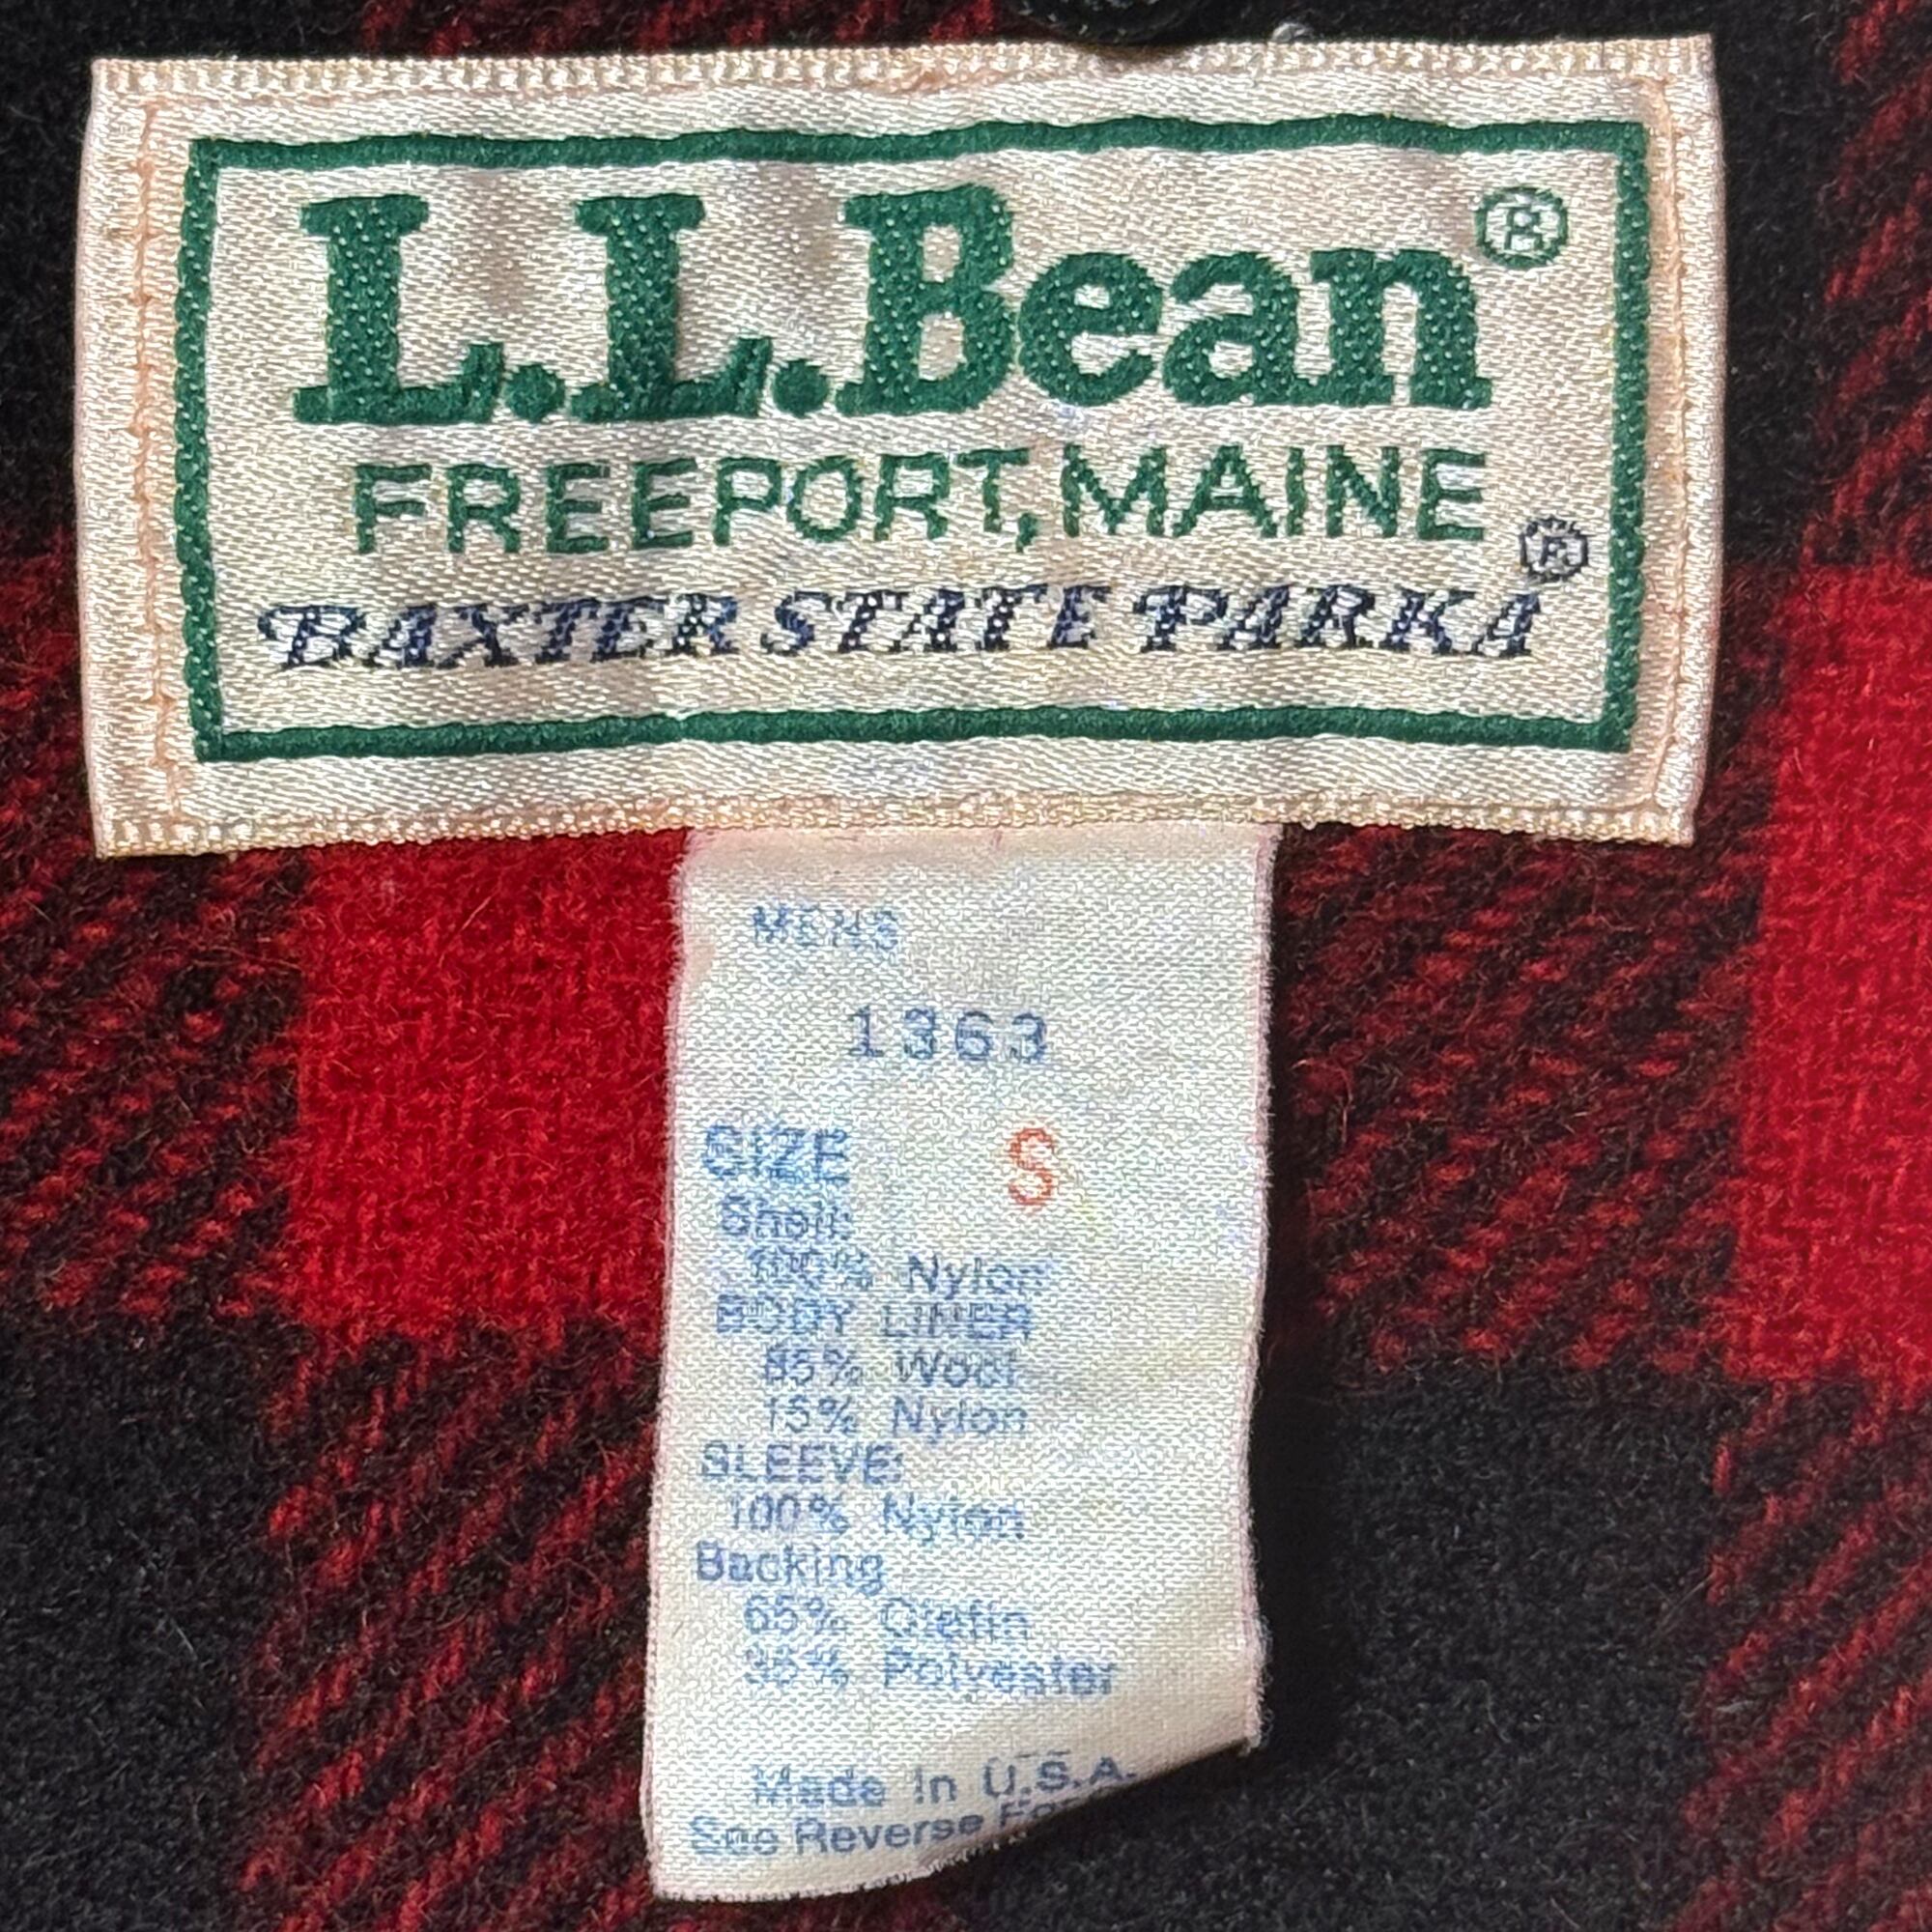 L.L.Bean®
FREEPORT, MAINE
BAXTER STATE PARKA®
MENS
1363
SIZE S
Shell:
100% Nylon
BODY LINER
85% Wool
15% Nylon
SLEEVE:
100% Nylon
Backing
65% Olefin
35% Polyester
Made In U.S.A.
See Reverse